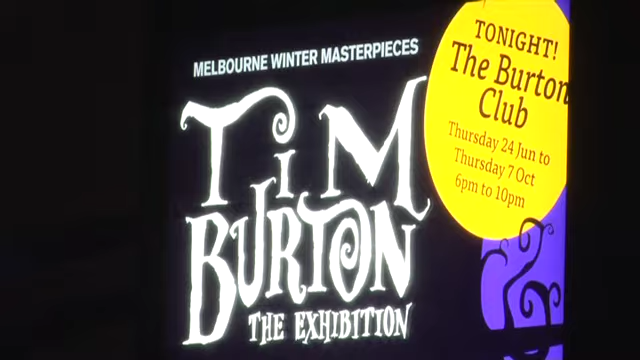 MELBOURNE WINTER MASTERPIECES
TiM
BURTON
THE EXHIBITION
TONIGHT!
The Burton
Club
Thursday 24 Jun to
Thursday 7 Oct
6pm to 10pm